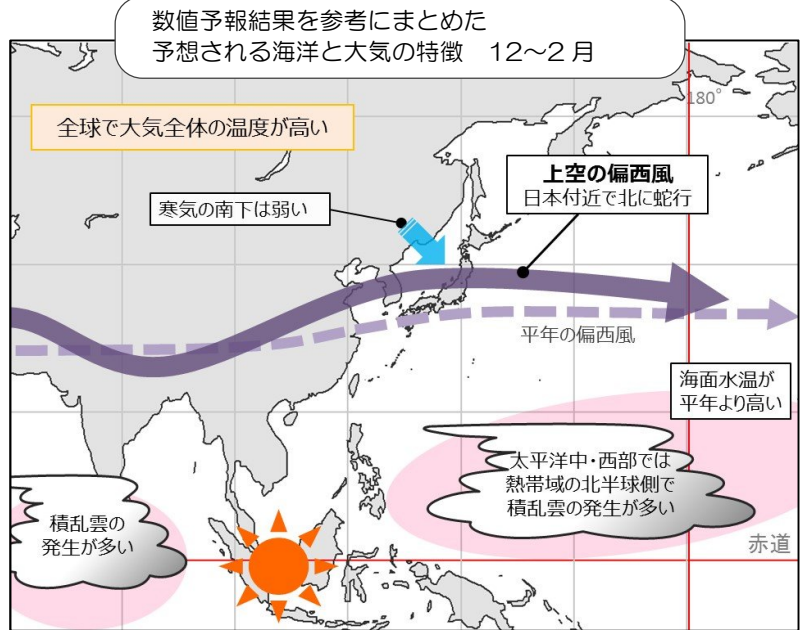 数値予報結果を参考にまとめた
予想される海洋と大気の特徴　12～2月
180°
全球で大気全体の温度が高い
上空の偏西風
日本付近で北に蛇行
寒気の南下は弱い
平年の偏西風
海面水温が
平年より高い
太平洋中・西部では
熱帯域の北半球側で
積乱雲の発生が多い
積乱雲の
発生が多い
赤道